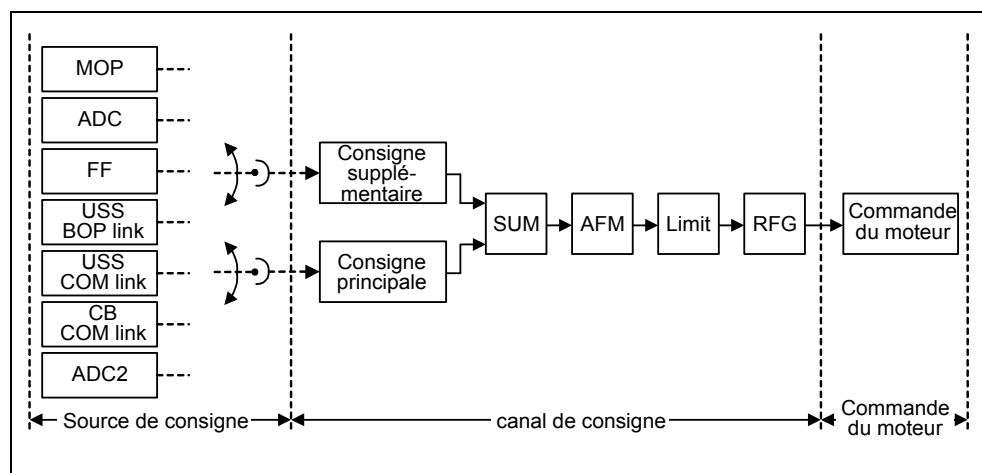 MOP
ADC
FF
USS
BOP link
USS
COM link
CB
COM link
ADC2
Consigne
supplé-
mentaire
Consigne
principale
SUM
AFM
Limit
RFG
Commande
du moteur
Source de consigne
canal de consigne
Commande
du moteur